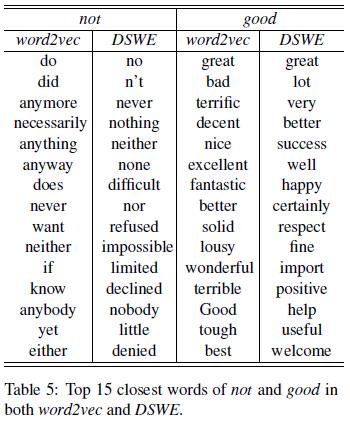 not good
word2vec DSWE word2vec DSWE
do no great great
did n't bad lot
anymore never terrific very
necessarily nothing decent better
anything neither nice success
anyway none excellent well
does difficult fantastic happy
never nor better certainly
want refused solid respect
neither impossible lousy fine
if limited wonderful import
know declined terrible positive
anybody nobody Good help
yet little tough useful
either denied best welcome
Table 5: Top 15 closest words of not and good in
both word2vec and DSWE.